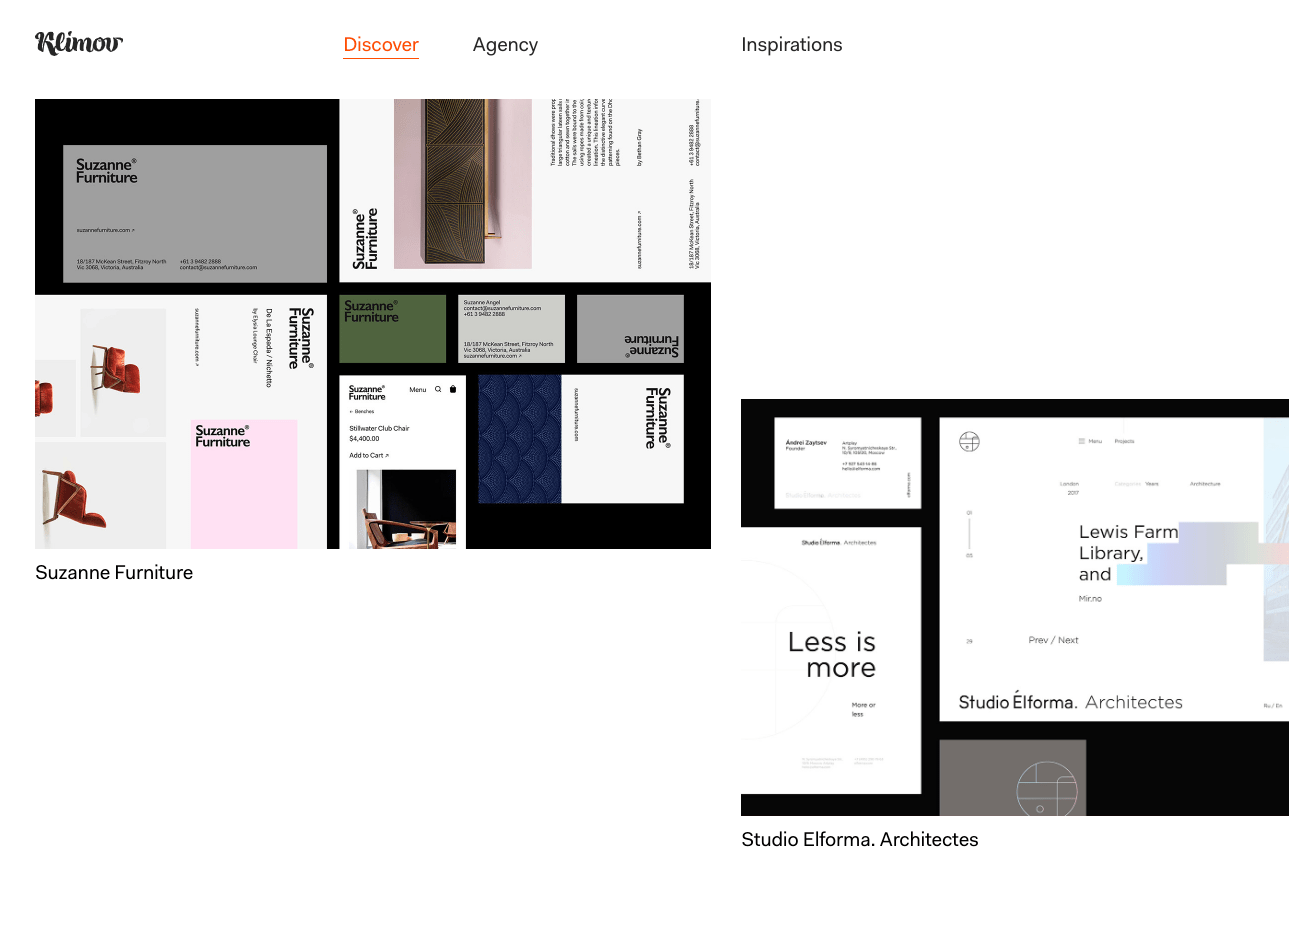 Klimov
Discover
Agency
Inspirations
Suzanne®
Furniture
suzannefurniture.com ↗
18/187 McKean Street, Fitzroy North
Vic 3068, Victoria, Australia
+61 3 9482 2888
contact@suzannefurniture.com
Suzanne®
Furniture
by Bethan Gray
suzannefurniture.com ↗
+61 3 9482 2888
contact@suzannefurniture.
18/187 McKean Street, Fitzroy North
Vic 3068, Victoria, Australia
suzannefurniture.com ↗
by Elysia Lounge Chair
De La Espada / Nichetto
Suzanne®
Furniture
Suzanne®
Furniture
Suzanne®
Furniture
Suzanne Angel
contact@suzannefurniture.com
+61 3 9482 2888
18/187 McKean Street, Fitzroy North
Vic 3068, Victoria, Australia
suzannefurniture.com ↗
Suzanne®
Furniture
Suzanne®
Furniture
Menu
← Benches
Stillwater Club Chair
$4,400.00
Add to Cart ↗
suzannefurniture.com
Suzanne®
Furniture
Suzanne Furniture
Ándrei Zaytsev
Founder
Studio Élforma. Architectes
Less is
more
More or
less
Menu
Projects
London
2017
Categories
Years
Architecture
Lewis Farm
Library,
and
Mir.no
29
Prev / Next
Studio Élforma. Architectes
Ru / En
Studio Elforma. Architectes